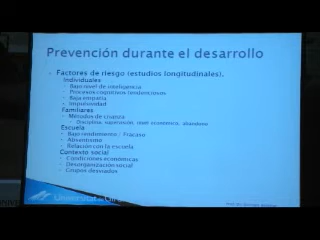 Prevención durante el desarrollo
Factores de riesgo (estudios longitudinales).
Individuales
Bajo nivel de inteligencia
Procesos cognitivos
Baja empatía
Impulsividad
Familiares
Métodos de crianza
Disciplina, supervisión, nivel económico, abandono
Escuela
Bajo rendimiento / Fracaso
Absentismo
Relación con la escuela
Contexto social
Condiciones económicas
Desorganización social
Grupos desviados